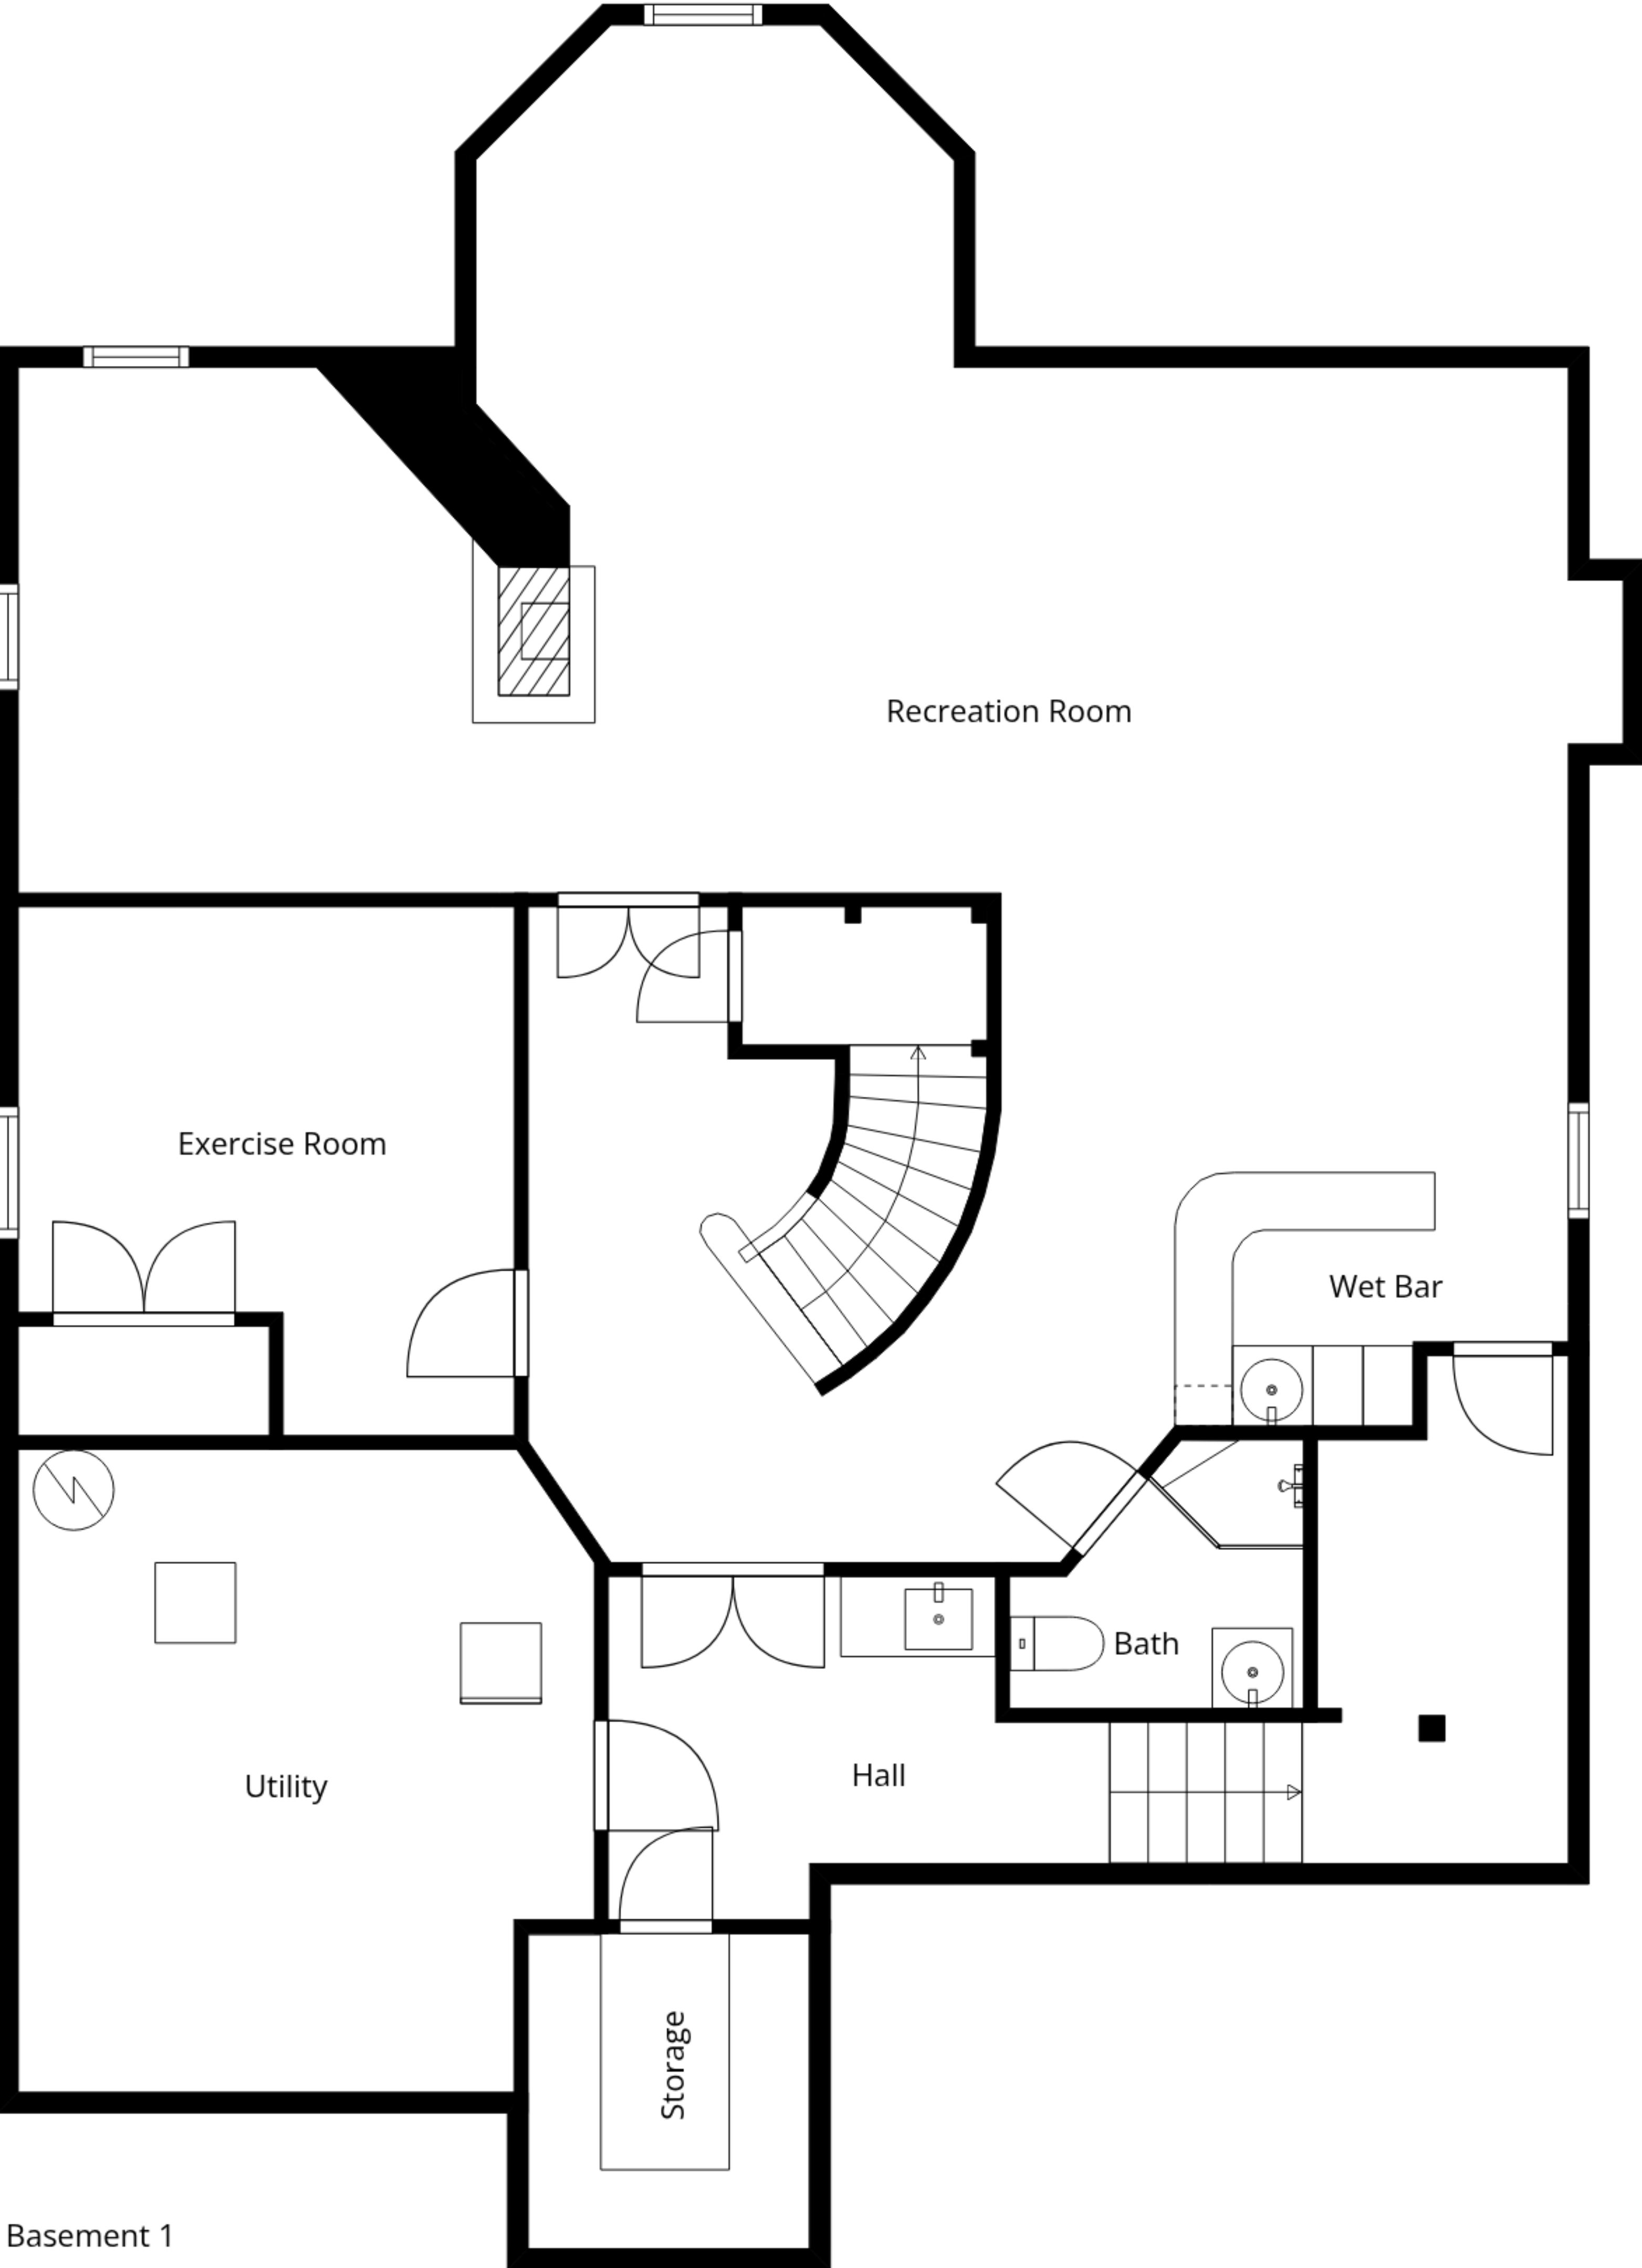 Recreation Room
Exercise Room
Wet Bar
Bath
Hall
Utility
Storage
Basement 1